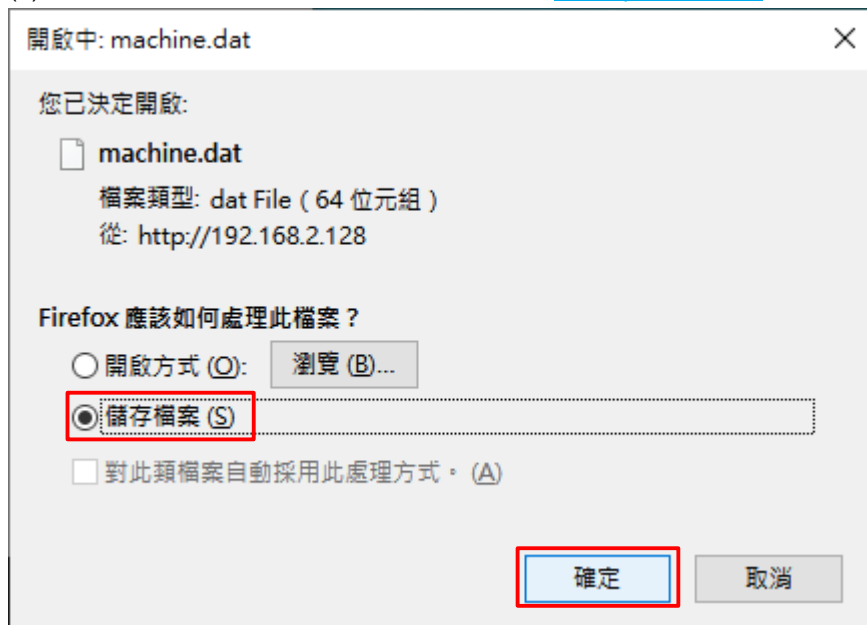 開啟中: machine.dat
您已決定開啟:
machine.dat
檔案類型: dat File ( 64 位元組 )
從: http://192.168.2.128
Firefox 應該如何處理此檔案？
開啟方式 (O): 瀏覽 (B)...
儲存檔案 (S)
對此類檔案自動採用此處理方式。 (A)
確定 取消